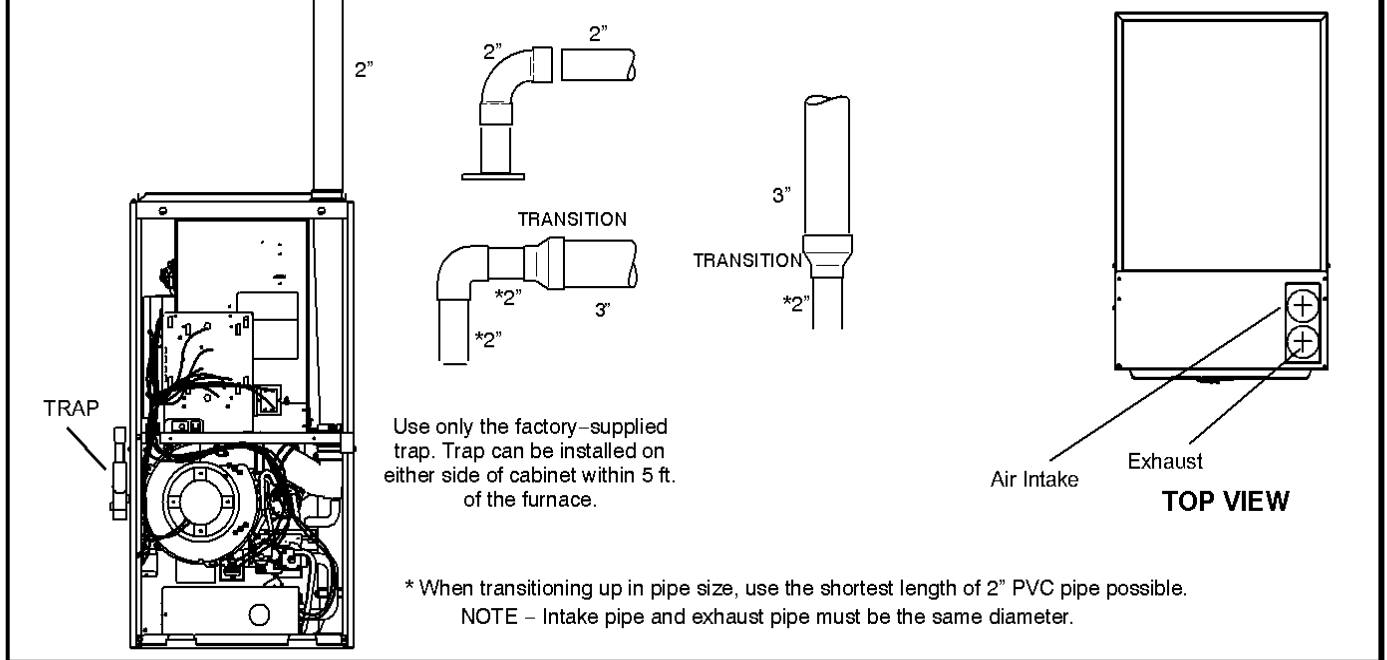 2”
2”
2”
TRANSITION
*2”
3”
*2”
3”
TRANSITION
*2”
TRAP
Use only the factory–supplied
trap. Trap can be installed on
either side of cabinet within 5 ft.
of the furnace.
Air Intake
Exhaust
TOP VIEW
* When transitioning up in pipe size, use the shortest length of 2” PVC pipe possible.
NOTE – Intake pipe and exhaust pipe must be the same diameter.